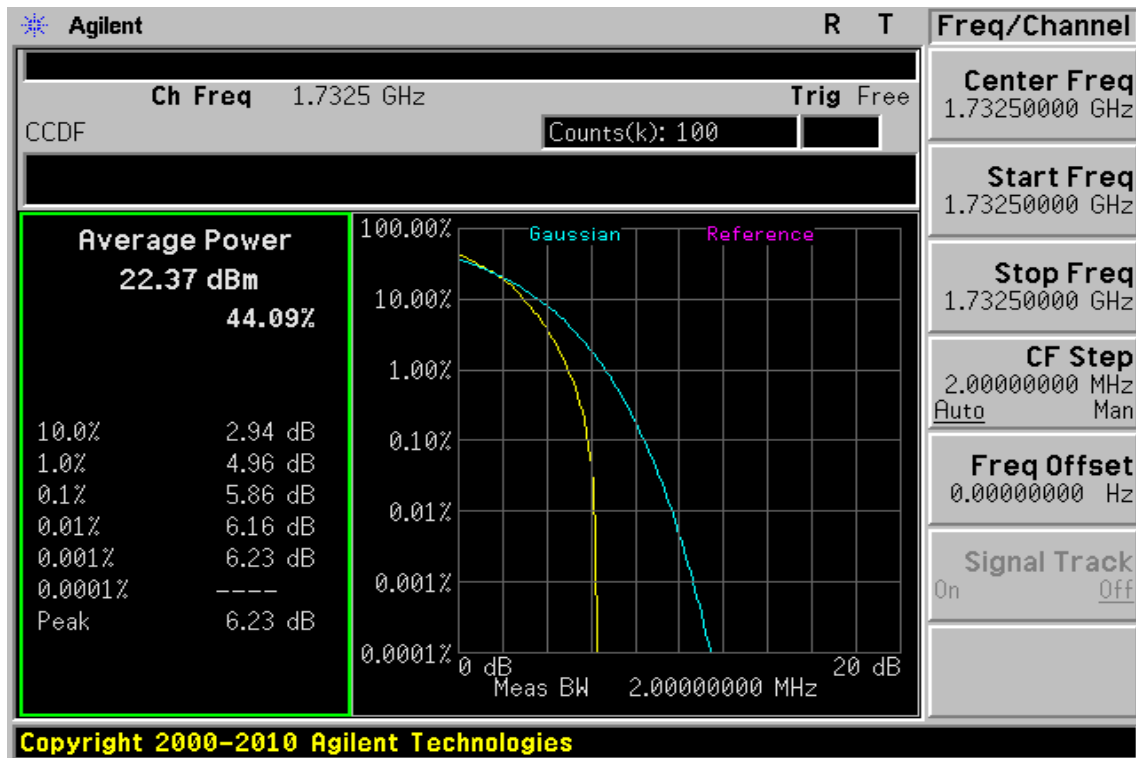 Agilent R T
Ch Freq 1.7325 GHz Trig Free
CCDF Counts(k): 100
Average Power
22.37 dBm
44.09%
10.0% 2.94 dB
1.0% 4.96 dB
0.1% 5.86 dB
0.01% 6.16 dB
0.001% 6.23 dB
0.0001% ----
Peak 6.23 dB
Gaussian Reference
100.00%
10.00%
1.00%
0.10%
0.01%
0.001%
0.0001%
0 dB 20 dB
Meas BW 2.00000000 MHz
Freq/Channel
Center Freq
1.73250000 GHz
Start Freq
1.73250000 GHz
Stop Freq
1.73250000 GHz
CF Step
2.00000000 MHz
Auto Man
Freq Offset
0.00000000 Hz
Signal Track
On Off
Copyright 2000-2010 Agilent Technologies